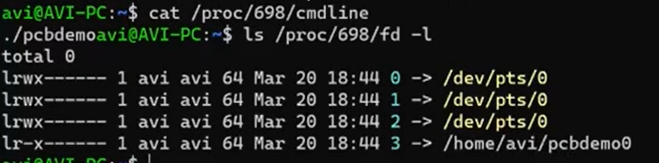 avi@AVI-PC:~$ cat /proc/698/cmdline
./pcbdemoavi@AVI-PC:~$ ls /proc/698/fd -l
total 0
lrwx------ 1 avi avi 64 Mar 20 18:44 0 -> /dev/pts/0
lrwx------ 1 avi avi 64 Mar 20 18:44 1 -> /dev/pts/0
lrwx------ 1 avi avi 64 Mar 20 18:44 2 -> /dev/pts/0
lr-x------ 1 avi avi 64 Mar 20 18:44 3 -> /home/avi/pcbdemo0
avi@AVI-PC:~$